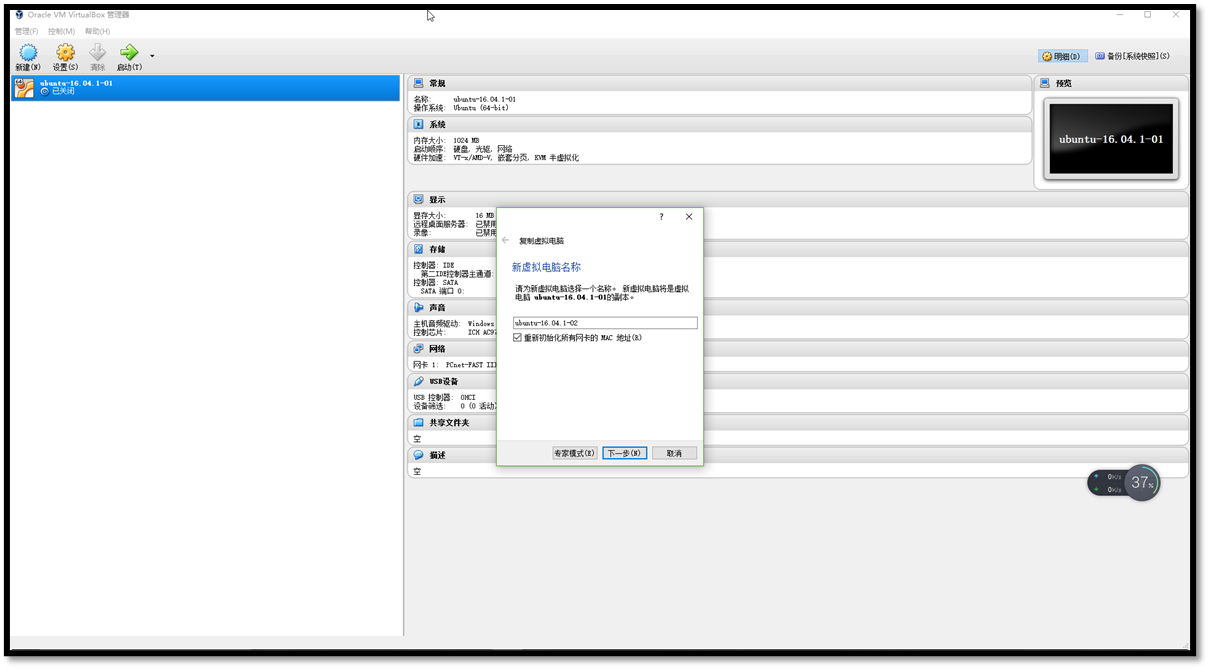 Oracle VM VirtualBox 管理器
管理(F) 控制(M) 帮助(H)
新建(N) 设置(S) 清除 启动(T)
明细(D) 备份[系统快照](S)
ubuntu-16.04.1-01
已关闭
常规
名称: ubuntu-16.04.1-01
操作系统: Ubuntu (64-bit)
系统
内存大小: 1024 MB
启动顺序: 硬盘, 光驱, 网络
硬件加速: VT-x/AMD-V, 嵌套分页, KVM 半虚拟化
预览
ubuntu-16.04.1-01
显示
显存大小: 16 MB
远程桌面服务器: 已禁用
录像: 已禁用
存储
控制器: IDE
第二IDE控制器主通道:
控制器: SATA
SATA 端口 0:
声音
主机音频驱动: Windows
控制芯片: ICH AC97
网络
网卡 1: PCnet-FAST III
USB设备
USB 控制器: OHCI
设备筛选: 0 (0 活动)
共享文件夹
空
描述
空
?
复制虚拟电脑
新虚拟电脑名称
请为新虚拟电脑选择一个名称。 新虚拟电脑将是虚拟
电脑 ubuntu-16.04.1-01的副本。
ubuntu-16.04.1-02
重新初始化所有网卡的 MAC 地址(R)
专家模式(E) 下一步(N) 取消
0K/s
0K/s
37%